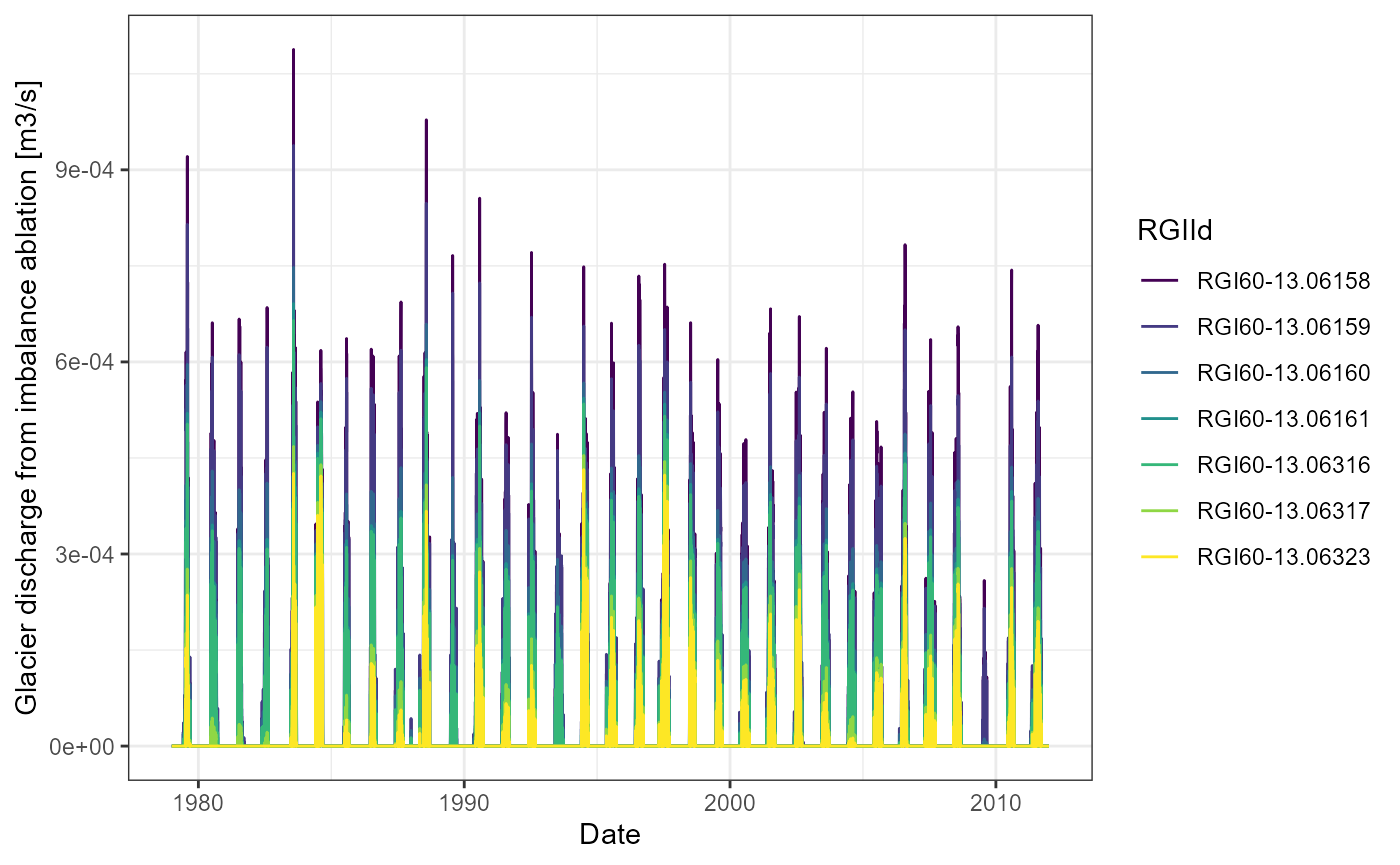 Glacier discharge from imbalance ablation [m3/s]
9e-04
6e-04
3e-04
0e+00
1980
1990
2000
2010
Date
RGIId
RGI60-13.06158
RGI60-13.06159
RGI60-13.06160
RGI60-13.06161
RGI60-13.06316
RGI60-13.06317
RGI60-13.06323